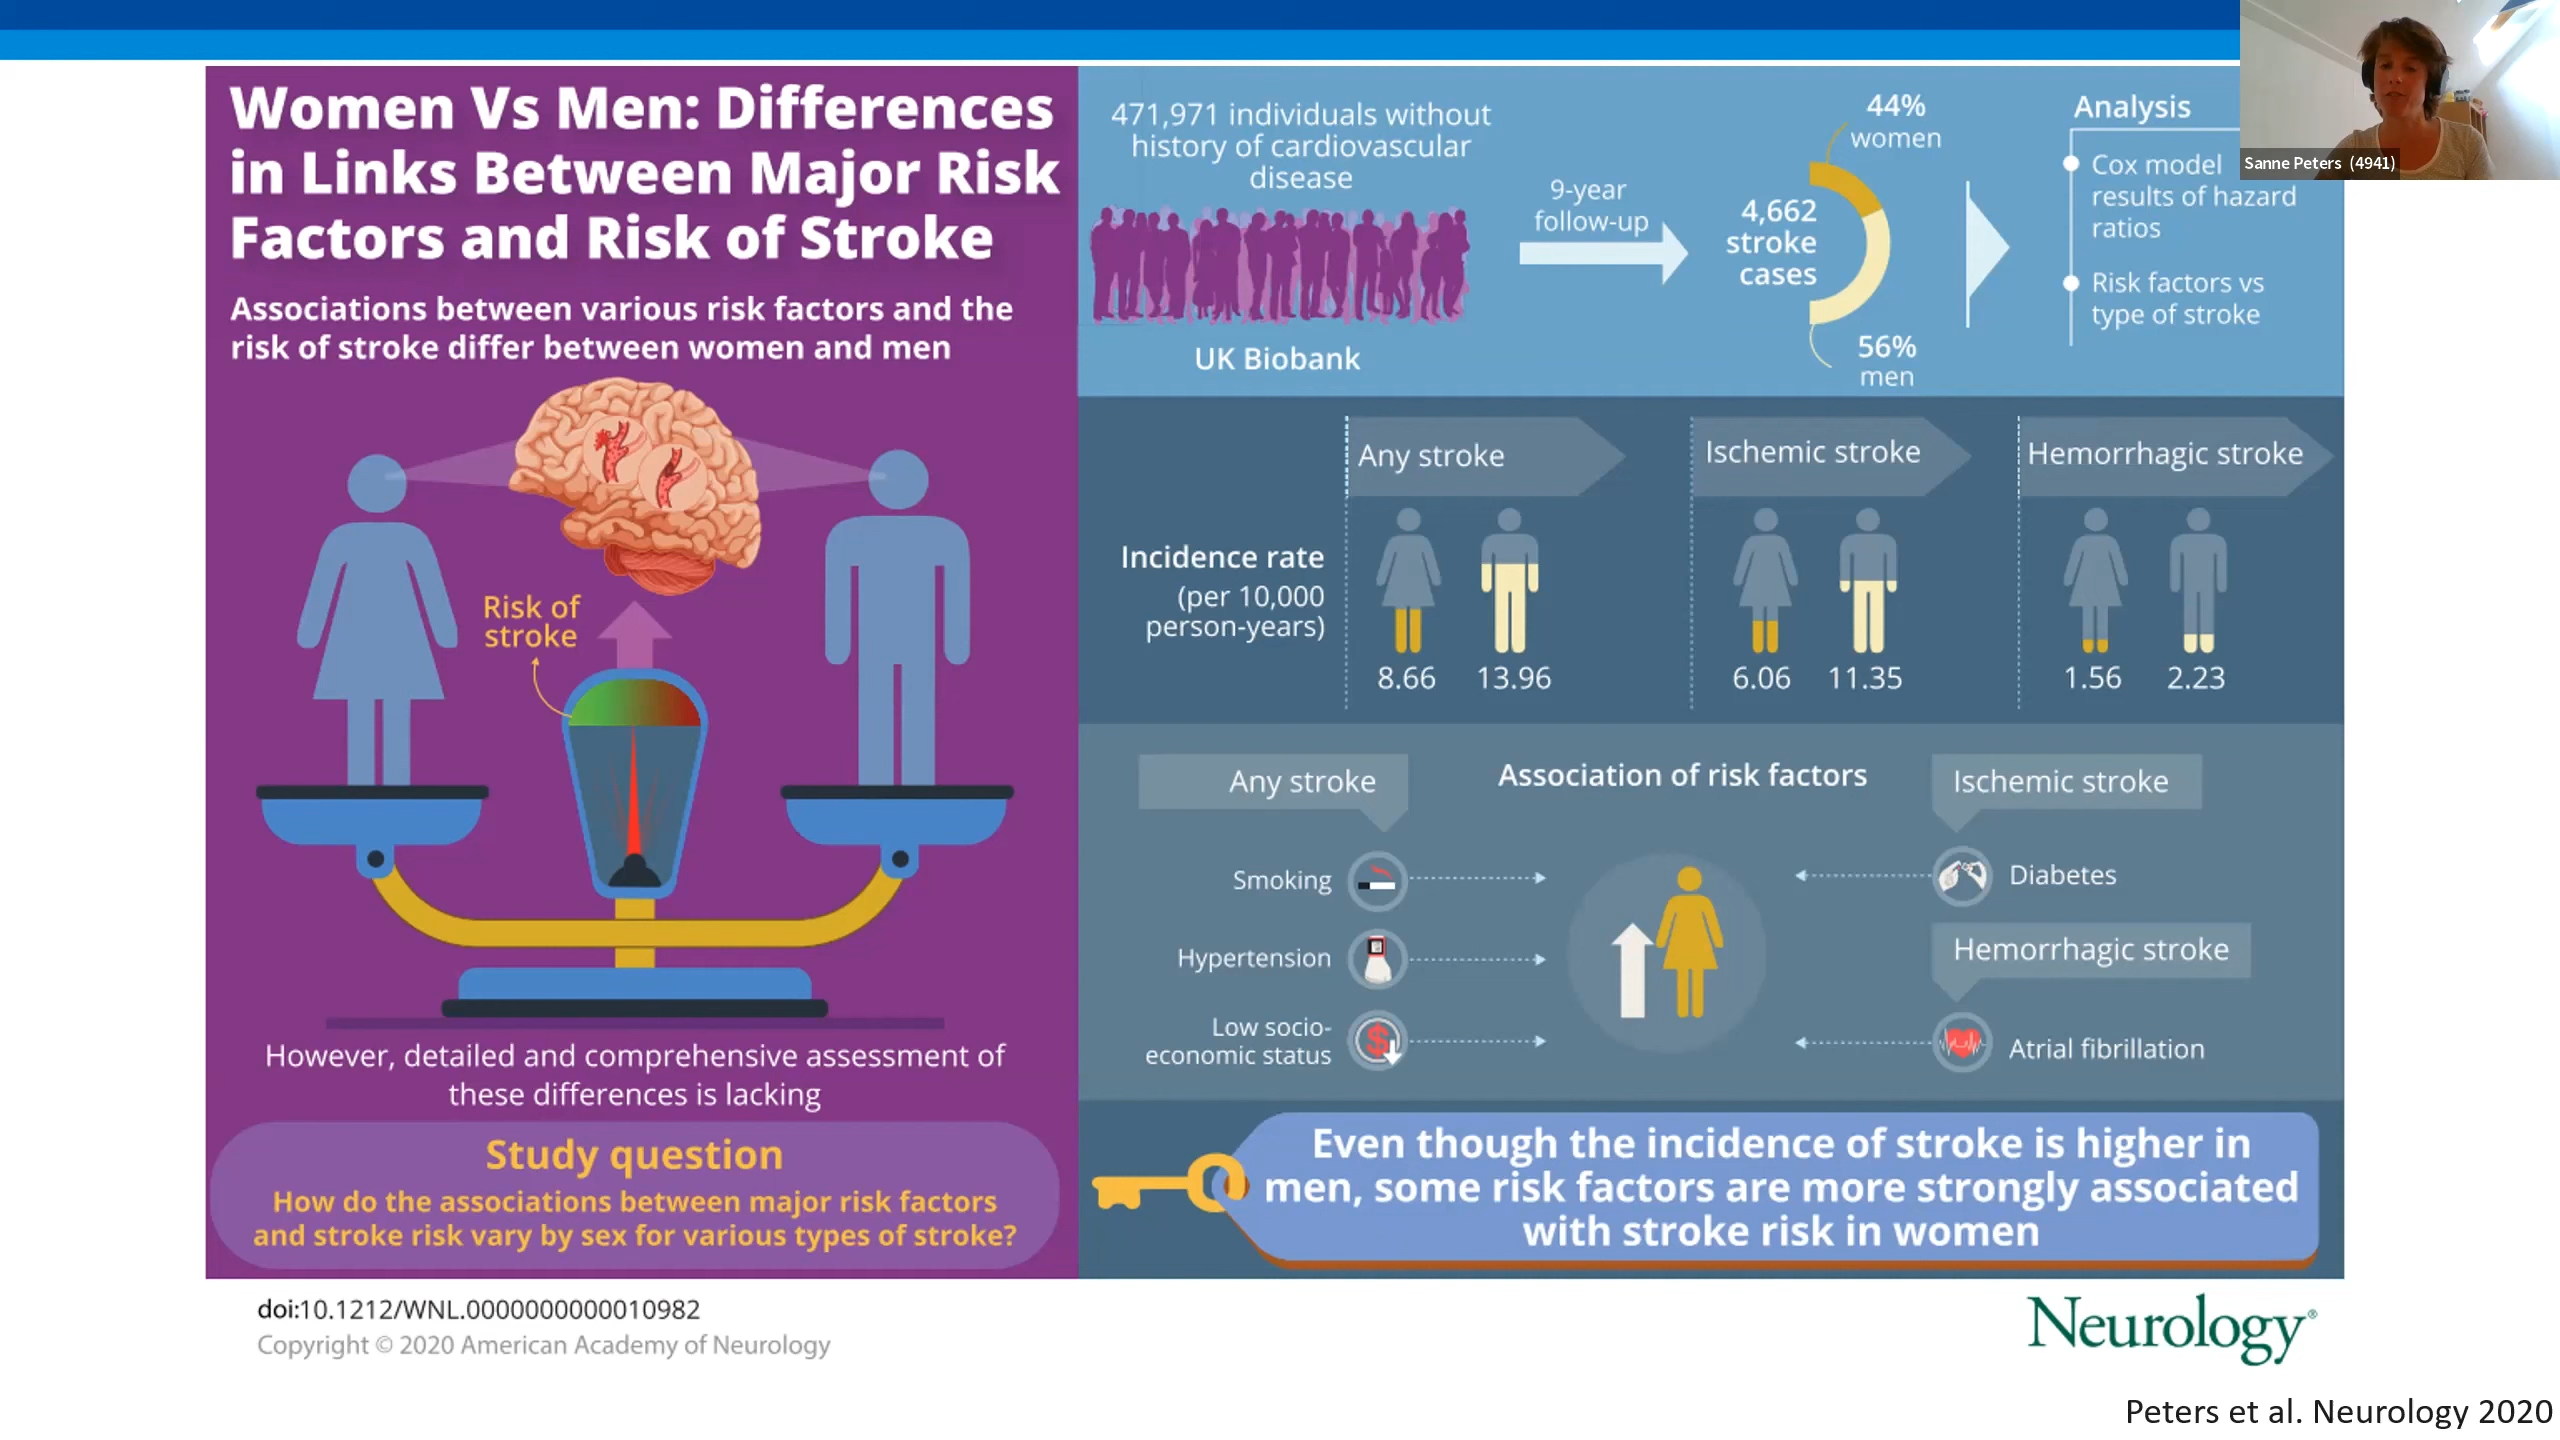 Women Vs Men: Differences
in Links Between Major Risk
Factors and Risk of Stroke
Associations between various risk factors and the
risk of stroke differ between women and men
Risk of
stroke
However, detailed and comprehensive assessment of
these differences is lacking
Study question
How do the associations between major risk factors
and stroke risk vary by sex for various types of stroke?
471,971 individuals without
history of cardiovascular
disease
UK Biobank
9-year
follow-up
4,662
stroke
cases
44%
women
56%
men
Analysis
Cox model
results of hazard
ratios
Risk factors vs
type of stroke
Sanne Peters (4941)
Any stroke
Ischemic stroke
Hemorrhagic stroke
Incidence rate
(per 10,000
person-years)
8.66 13.96
6.06 11.35
1.56 2.23
Association of risk factors
Any stroke
Smoking
Hypertension
Low socio-
economic status
Ischemic stroke
Diabetes
Hemorrhagic stroke
Atrial fibrillation
Even though the incidence of stroke is higher in
men, some risk factors are more strongly associated
with stroke risk in women
doi:10.1212/WNL.0000000000010982
Copyright © 2020 American Academy of Neurology
Neurology®
Peters et al. Neurology 2020